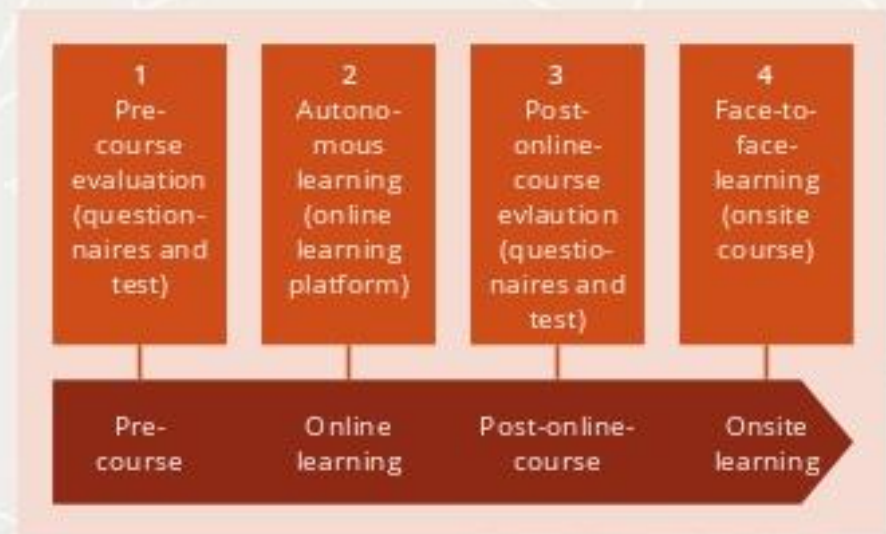 1
Pre-
course
evaluation
(question-
naires and
test)
2
Autono-
mous
learning
(online
learning
platform)
3
Post-
online-
course
evlaution
(questio-
naires and
test)
4
Face-to-
face-
learning
(onsite
course)
Pre-
course
Online
learning
Post-online-
course
Onsite
learning